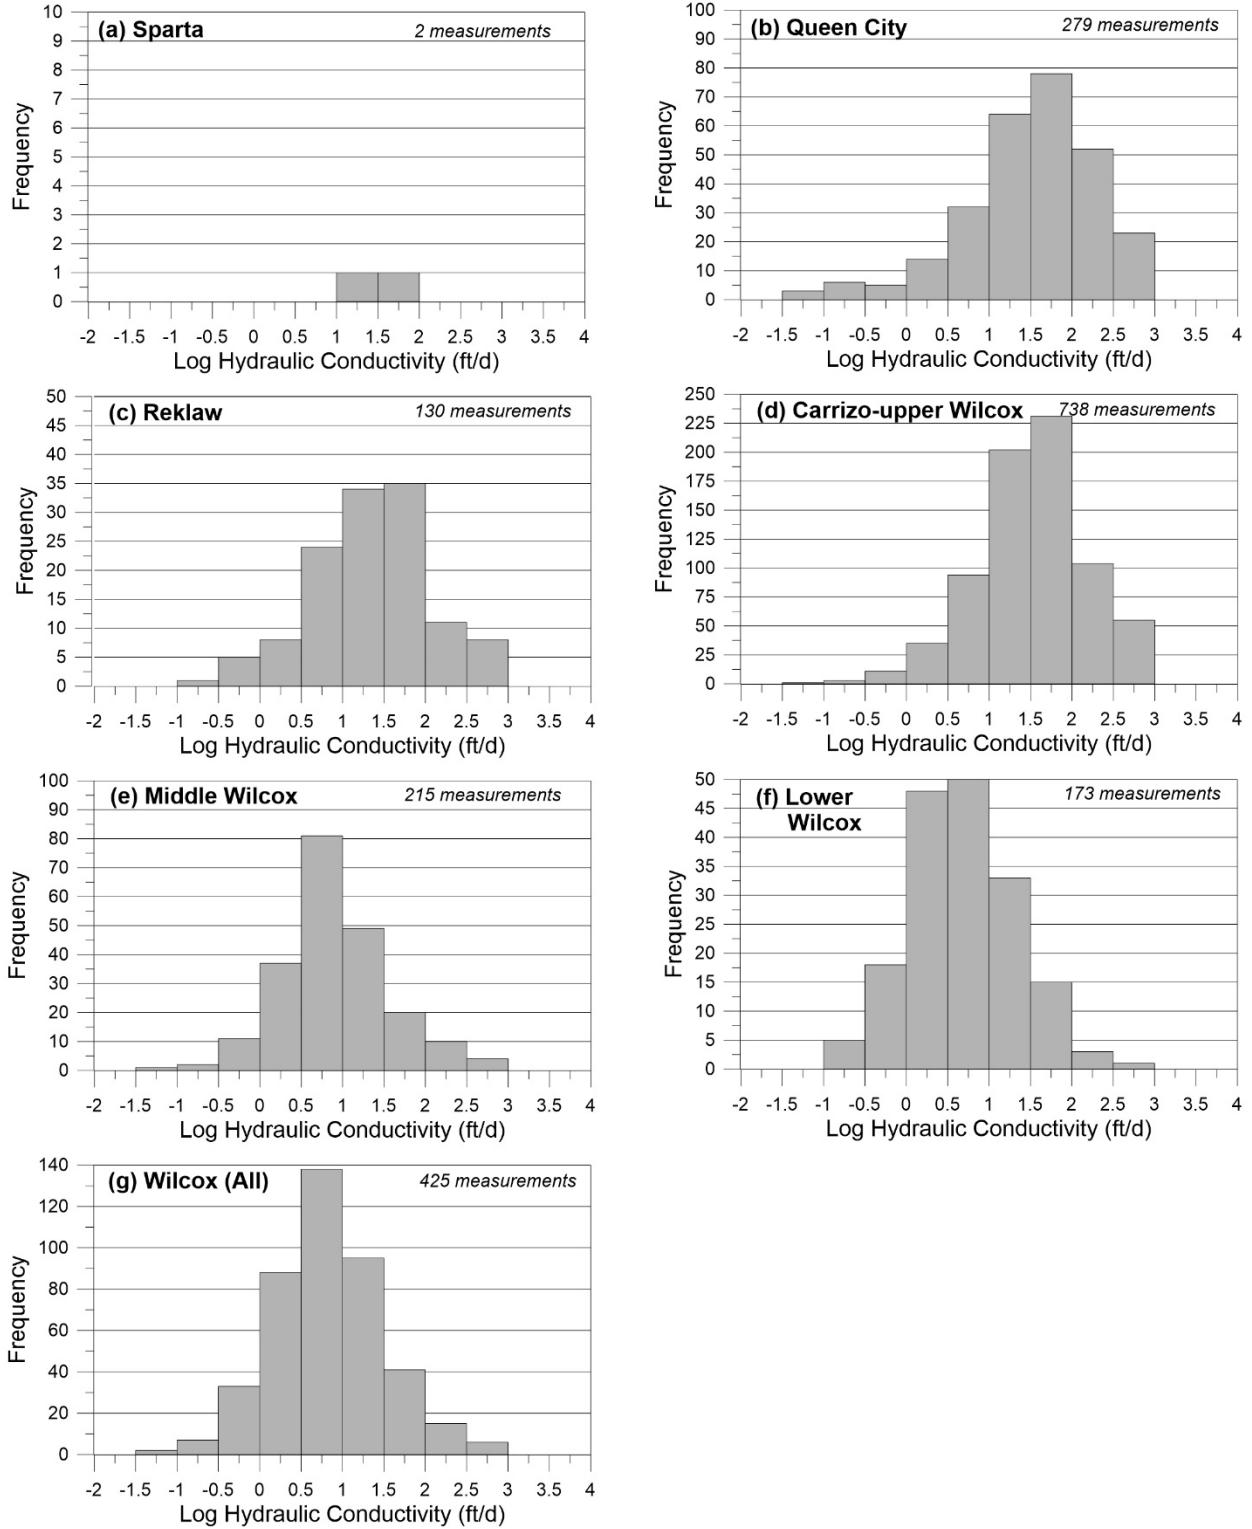 (a) Sparta
2 measurements
10
9
8
7
6
5
4
3
2
1
0
Frequency
-2 -1.5 -1 -0.5 0 0.5 1 1.5 2 2.5 3 3.5 4
Log Hydraulic Conductivity (ft/d)
(b) Queen City
279 measurements
100
90
80
70
60
50
40
30
20
10
0
Frequency
-2 -1.5 -1 -0.5 0 0.5 1 1.5 2 2.5 3 3.5 4
Log Hydraulic Conductivity (ft/d)
(c) Reklaw
130 measurements
50
45
40
35
30
25
20
15
10
5
0
Frequency
-2 -1.5 -1 -0.5 0 0.5 1 1.5 2 2.5 3 3.5 4
Log Hydraulic Conductivity (ft/d)
(d) Carrizo-upper Wilcox
738 measurements
250
225
200
175
150
125
100
75
50
25
0
Frequency
-2 -1.5 -1 -0.5 0 0.5 1 1.5 2 2.5 3 3.5 4
Log Hydraulic Conductivity (ft/d)
(e) Middle Wilcox
215 measurements
100
90
80
70
60
50
40
30
20
10
0
Frequency
-2 -1.5 -1 -0.5 0 0.5 1 1.5 2 2.5 3 3.5 4
Log Hydraulic Conductivity (ft/d)
(f) Lower
Wilcox
173 measurements
50
45
40
35
30
25
20
15
10
5
0
Frequency
-2 -1.5 -1 -0.5 0 0.5 1 1.5 2 2.5 3 3.5 4
Log Hydraulic Conductivity (ft/d)
(g) Wilcox (All)
425 measurements
140
120
100
80
60
40
20
0
Frequency
-2 -1.5 -1 -0.5 0 0.5 1 1.5 2 2.5 3 3.5 4
Log Hydraulic Conductivity (ft/d)